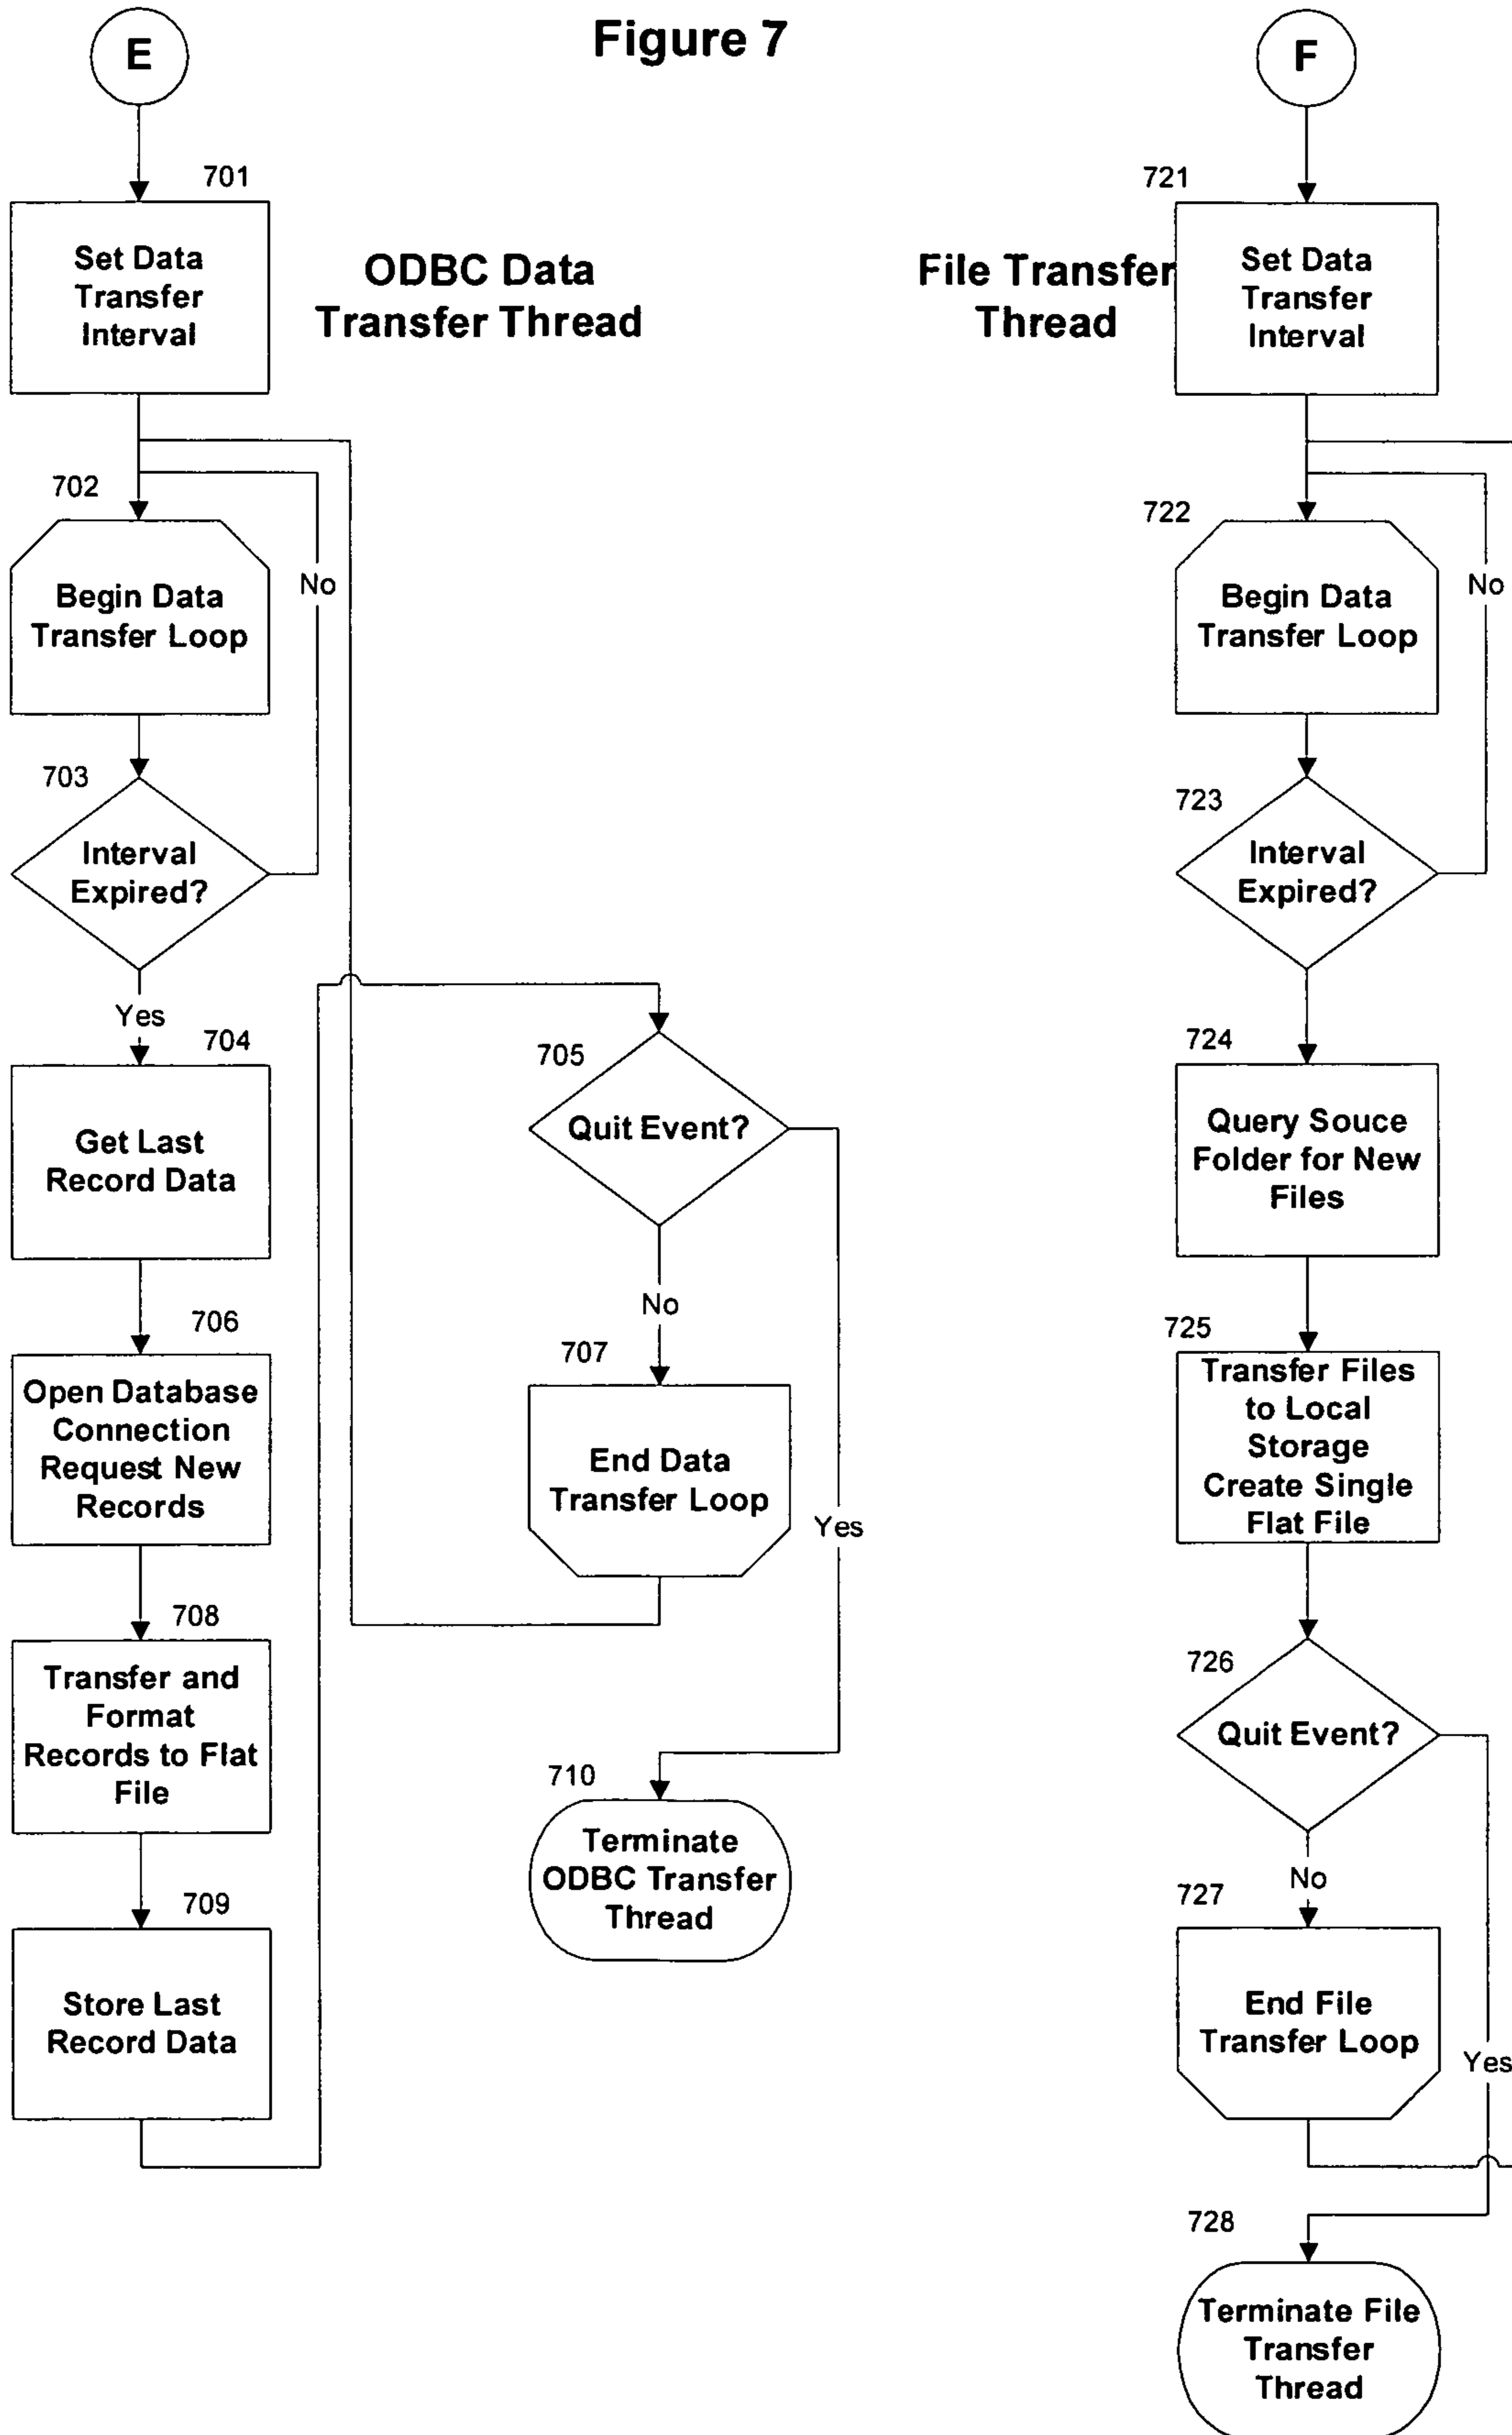 Figure 7
E
701
Set Data
Transfer
Interval
ODBC Data
Transfer Thread
702
Begin Data
Transfer Loop
No
703
Interval
Expired?
Yes
704
Get Last
Record Data
706
Open Database
Connection
Request New
Records
708
Transfer and
Format
Records to Flat
File
709
Store Last
Record Data
705
Quit Event?
No
707
End Data
Transfer Loop
Yes
710
Terminate
ODBC Transfer
Thread
F
File Transfer
Thread
721
Set Data
Transfer
Interval
722
Begin Data
Transfer Loop
No
723
Interval
Expired?
724
Query Souce
Folder for New
Files
725
Transfer Files
to Local
Storage
Create Single
Flat File
726
Quit Event?
No
727
End File
Transfer Loop
Yes
728
Terminate File
Transfer
Thread